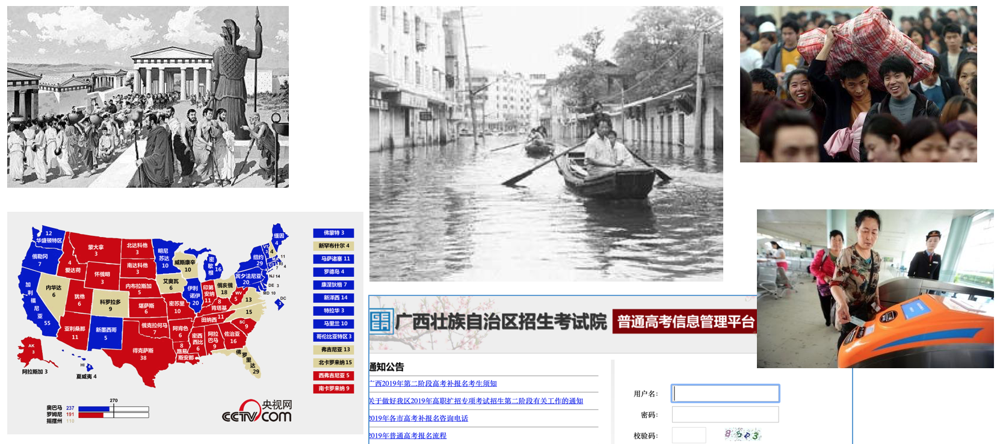 12
华盛顿特区
俄勒冈
7
加
利
福
尼
亚
55
内华达
6
4
爱达荷
蒙大拿
3
怀俄明
3
犹他
6
亚利桑那
11
科罗拉多
9
新墨西哥
5
北达科他
3
南达科他
3
内布拉斯加
5
堪萨斯
6
俄克拉何马
7
得克萨斯
38
明尼
苏达
10
艾奥瓦
6
密苏里
10
阿肯色
6
8
路易
斯安那
威斯康辛
10
伊利
诺伊
20
密
歇
根
16
印第
安纳
11
俄亥俄
18
8
肯塔基
田纳西
11
密西
西比
6
阿拉
巴马
9
佐治亚
16
佛
罗
里
达
29
SC
9
15
13
WV
5
宾夕法尼亚
20
纽约
29
VT
3
4
缅因
4
MA
11
RI
4
CT
7
NJ 14
DE 3
MD 10
DC
3
AK
3
阿拉斯加 3
HI
4
夏威夷 4
佛蒙特 3
新罕布什尔 4
马萨诸塞 11
罗德岛 4
康涅狄格 7
新泽西 14
特拉华 3
马里兰 10
哥伦比亚特区 3
弗吉尼亚 13
北卡罗来纳 15
西弗吉尼亚 5
南卡罗来纳 9
270
奥巴马 237
罗姆尼 191
摇摆州 110
央视网
CCTV.com
广西壮族自治区招生考试院
普通高考信息管理平台
通知公告
广西2019年第二阶段高考补报名考生须知
关于做好我区2019年高职扩招专项考试招生第二阶段有关工作的通知
2019年各市高考补报名咨询电话
2019年普通高考报名流程
用户名：
密码：
校验码：
8 5 P 3